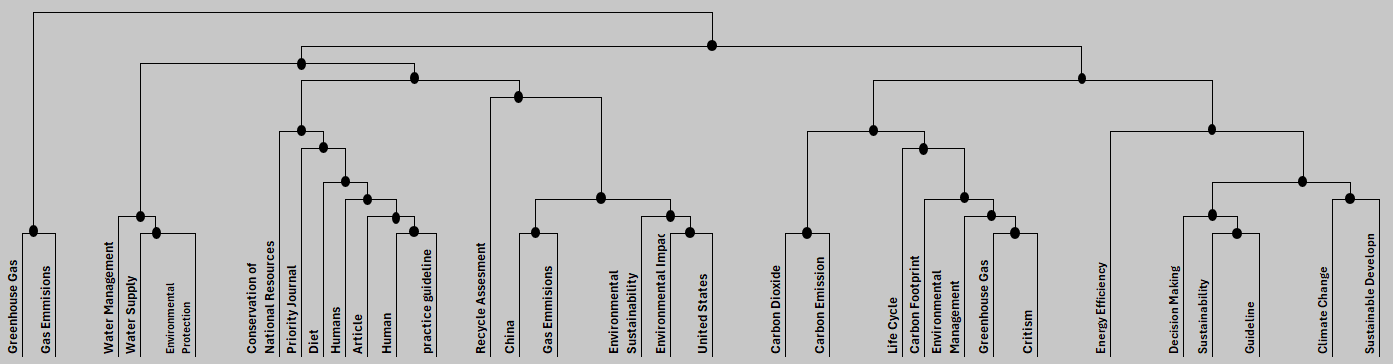 Greenhouse Gas
Gas Emmisions
Water Management
Water Supply
Environmental
Protection
Conservation of
National Resources
Priority Journal
Diet
Humans
Article
Human
practice guideline
Recycle Assesment
China
Gas Emmisions
Environmental
Sustainability
Environmental Impac
United States
Carbon Dioxide
Carbon Emission
Life Cycle
Carbon Footprint
Environmental
Management
Greenhouse Gas
Critism
Energy Efficiency
Decision Making
Sustainability
Guideline
Climate Change
Sustainable Developn